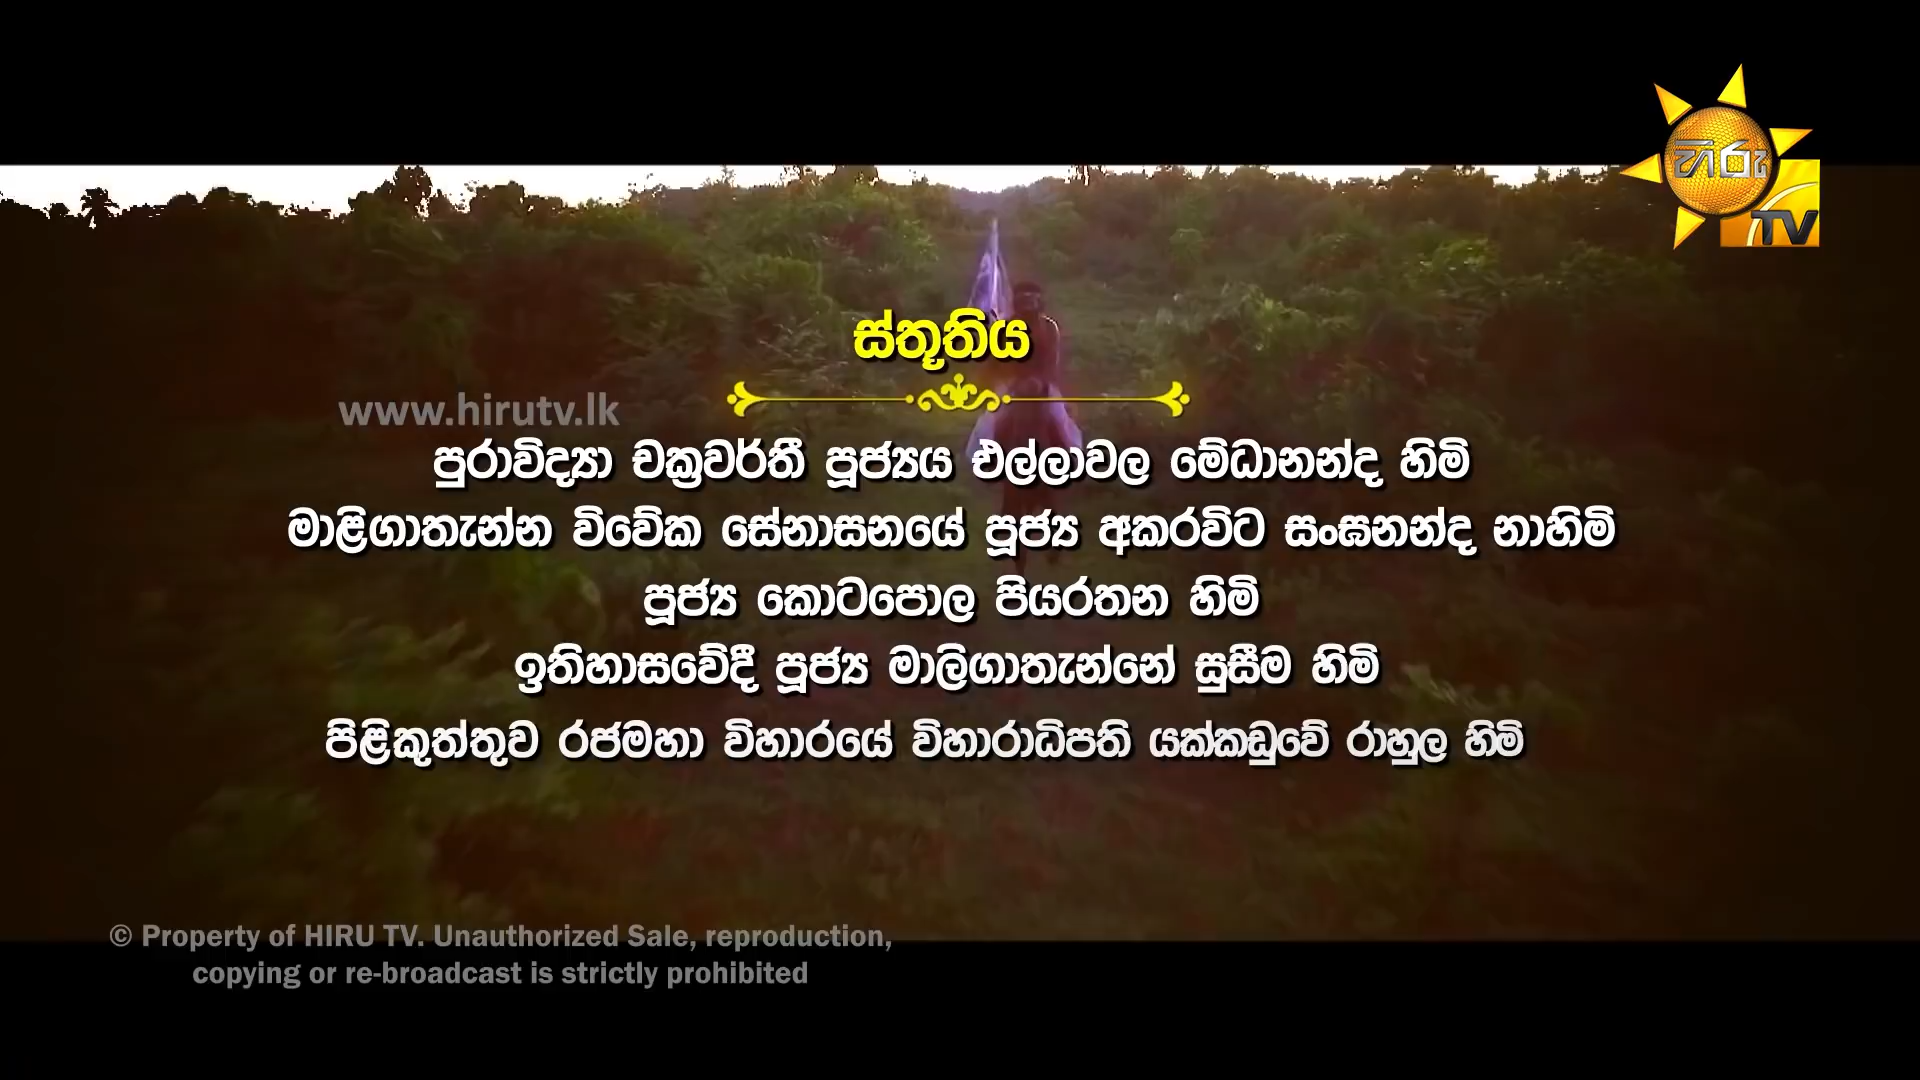 හිරු
TV
ස්තූතිය
www.hirutv.lk
පුරාවිද්‍යා චක්‍රවර්තී පූජ්‍යය එල්ලාවල මේධානන්ද හිමි
මාළිගාතැන්න විවේක සේනාසනයේ පූජ්‍ය අකරවිට සංඝනන්ද නාහිමි
පූජ්‍ය කොටපොල පියරතන හිමි
ඉතිහාසවේදී පූජ්‍ය මාලිගාතැන්නේ සුසීම හිමි
පිළිකුත්තුව රජමහා විහාරයේ විහාරාධිපති යක්කඩුවේ රාහුල හිමි
© Property of HIRU TV. Unauthorized Sale, reproduction,
copying or re-broadcast is strictly prohibited